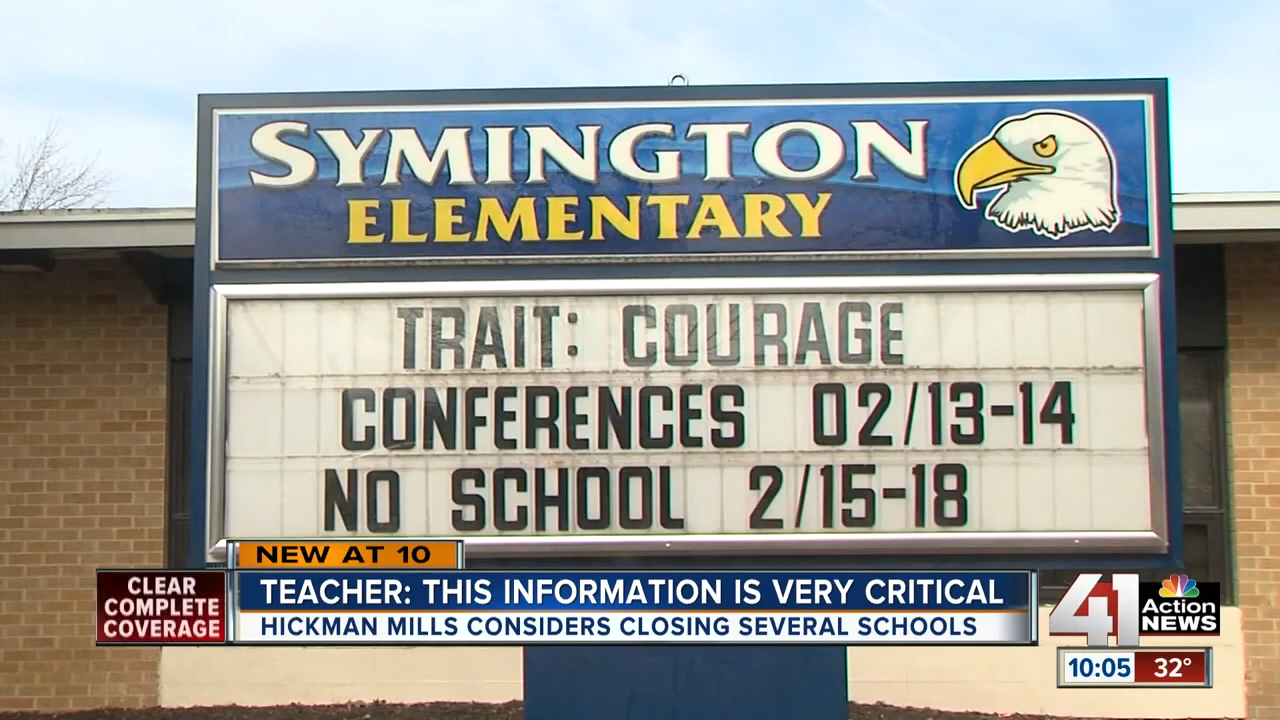 SYMINGTON
ELEMENTARY
TRAIT: COURAGE
CONFERENCES 02/13-14
NO SCHOOL 2/15-18
NEW AT 10
CLEAR
COMPLETE
COVERAGE
TEACHER: THIS INFORMATION IS VERY CRITICAL
HICKMAN MILLS CONSIDERS CLOSING SEVERAL SCHOOLS
41
Action
NEWS
10:05 32°